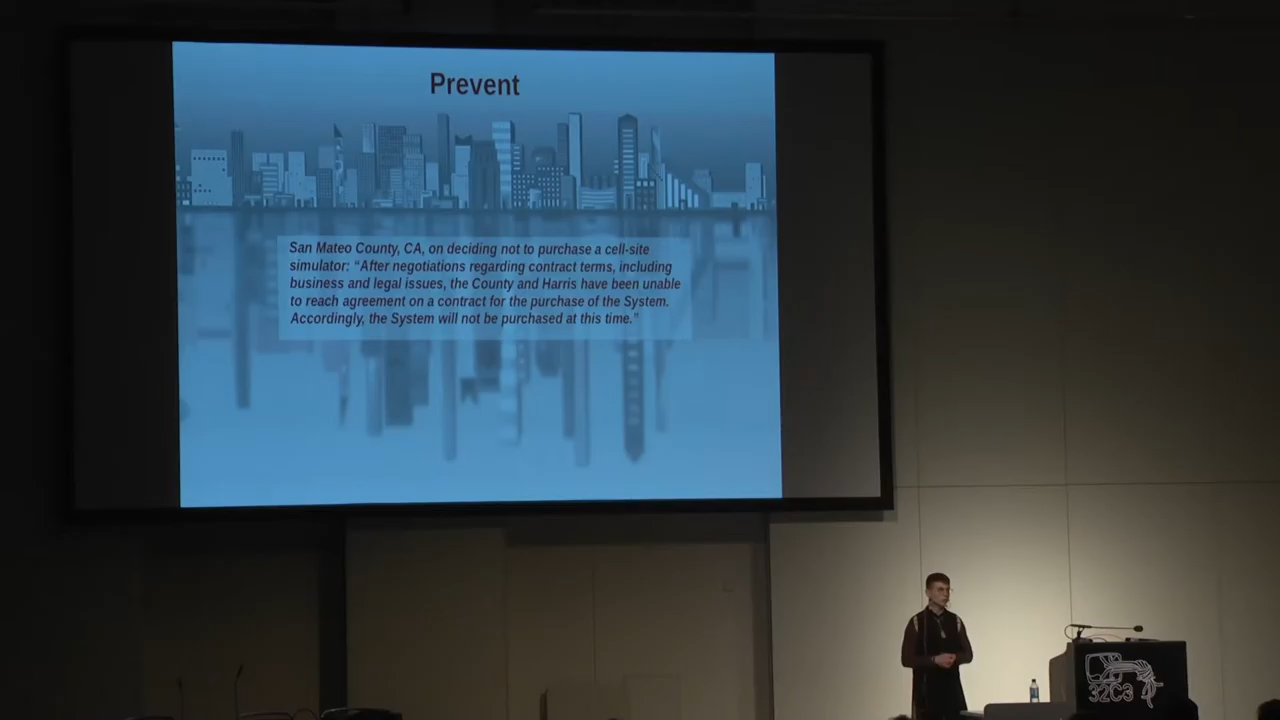 Prevent
San Mateo County, CA, on deciding not to purchase a cell-site
simulator: “After negotiations regarding contract terms, including
business and legal issues, the County and Harris have been unable
to reach agreement on a contract for the purchase of the System.
Accordingly, the System will not be purchased at this time.”
32C3